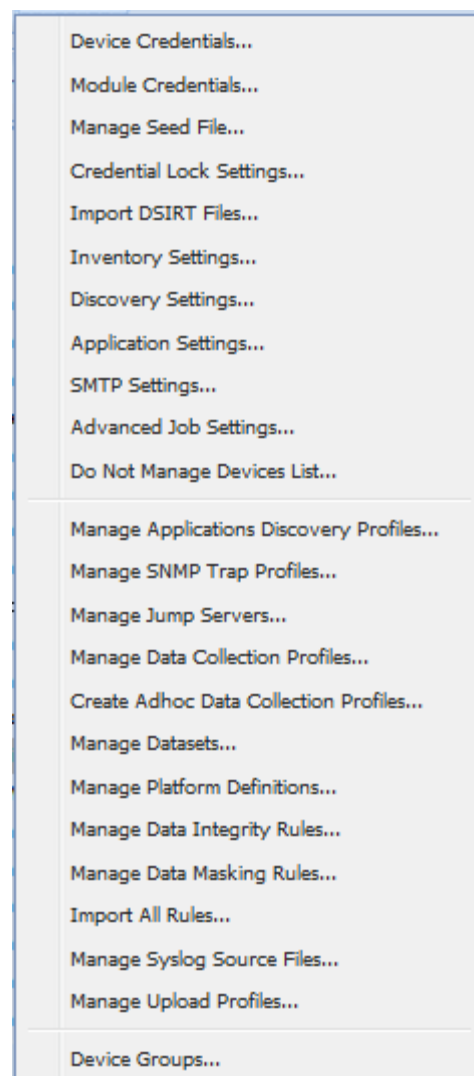 Device Credentials...
Module Credentials...
Manage Seed File...
Credential Lock Settings...
Import DSIRT Files...
Inventory Settings...
Discovery Settings...
Application Settings...
SMTP Settings...
Advanced Job Settings...
Do Not Manage Devices List...
Manage Applications Discovery Profiles...
Manage SNMP Trap Profiles...
Manage Jump Servers...
Manage Data Collection Profiles...
Create Adhoc Data Collection Profiles...
Manage Datasets...
Manage Platform Definitions...
Manage Data Integrity Rules...
Manage Data Masking Rules...
Import All Rules...
Manage Syslog Source Files...
Manage Upload Profiles...
Device Groups...